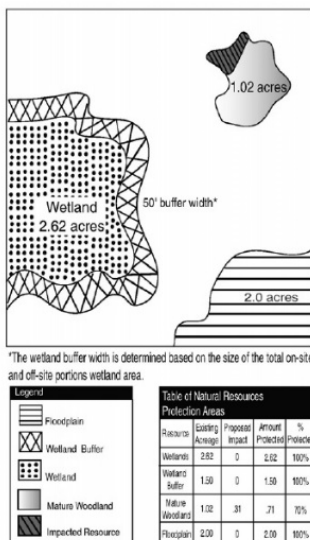 1.02 acres
Wetland
2.62 acres
50' buffer width*
2.0 acres
*The wetland buffer width is determined based on the size of the total on-site
and off-site portions wetland area.
Legend
Floodplain
Wetland Buffer
Wetland
Mature Woodland
Impacted Resource
Table of Natural Resources
Protection Areas
Resource Existing Acreage Proposed Impact Amount Protected % Protected
Wetlands 2.62 0 2.62 100%
Wetland Buffer 1.50 0 1.50 100%
Mature Woodland 1.02 .31 .71 70%
Floodplain 2.00 0 2.00 100%